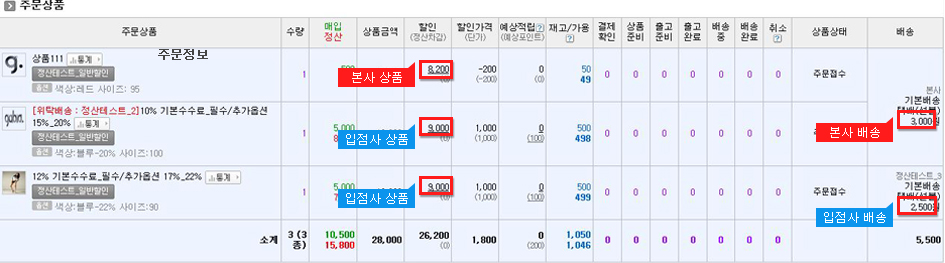 주문상품
주문상품 수량 매입 정산 상품금액 할인 (정산차감) 할인가격 (단가) 예상적립 (예상포인트) 재고/가용 결제 확인 상품 준비 출고 준비 출고 완료 배송 중 배송 완료 취소 상품상태 배송
상품111 통계 주문정보
정산테스트_일반할인
옵션 색상:레드 사이즈: 95
1 500 본사 상품 8,200 (0) -200 (-200) 0 (0) 50 49 0 0 0 0 0 0 0 주문접수
[위탁배송 : 정산테스트_2]10% 기본수수료_필수/추가옵션
15%_20% 통계
정산테스트_일반할인
옵션 색상:블루-20% 사이즈:100
1 5,000 입점사 상품 9,000 (0) 1,000 (1,000) 0 (100) 500 498 0 0 0 0 0 0 0
본사
기본배송
3,000원
본사 배송
12% 기본수수료_필수/추가옵션 17%_22% 통계
정산테스트_일반할인
옵션 색상:블루-22% 사이즈:90
1 5,000 입점사 상품 9,000 (0) 1,000 (1,000) 0 (100) 500 499 0 0 0 0 0 0 0 주문접수
정산테스트_3
기본배송
2,500원
입점사 배송
소계 3 (3종) 10,500 15,800 28,000 26,200 (0) 1,800 0 (200) 1,050 1,046 0 0 0 0 0 0 0 5,500